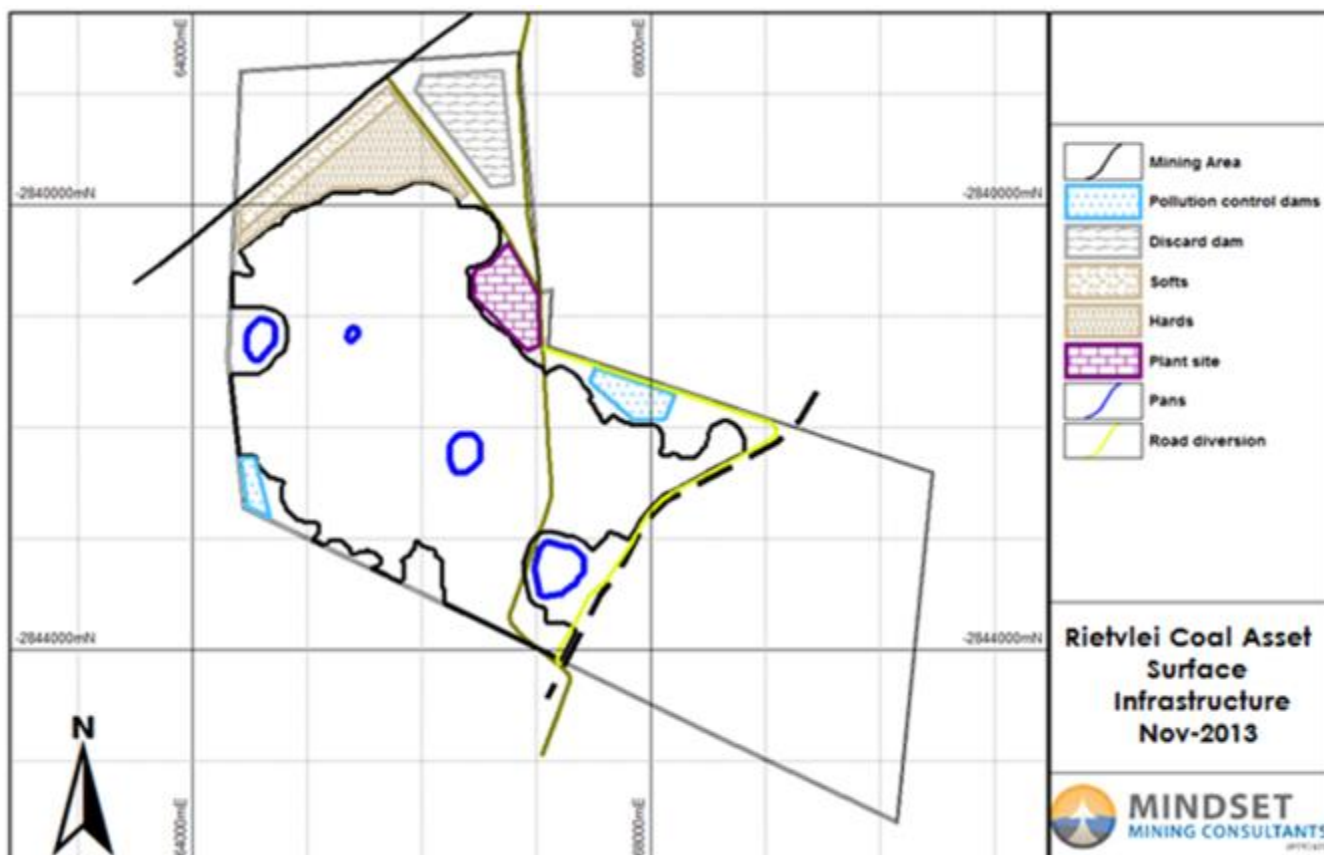 64000mE
68000mE
-2840000mN
-2840000mN
-2844000mN
-2844000mN
64000mE
68000mE
N
Mining Area
Pollution control dams
Discard dam
Softs
Hards
Plant site
Pans
Road diversion
Rietvlei Coal Asset
Surface
Infrastructure
Nov-2013
MINDSET
MINING CONSULTANTS